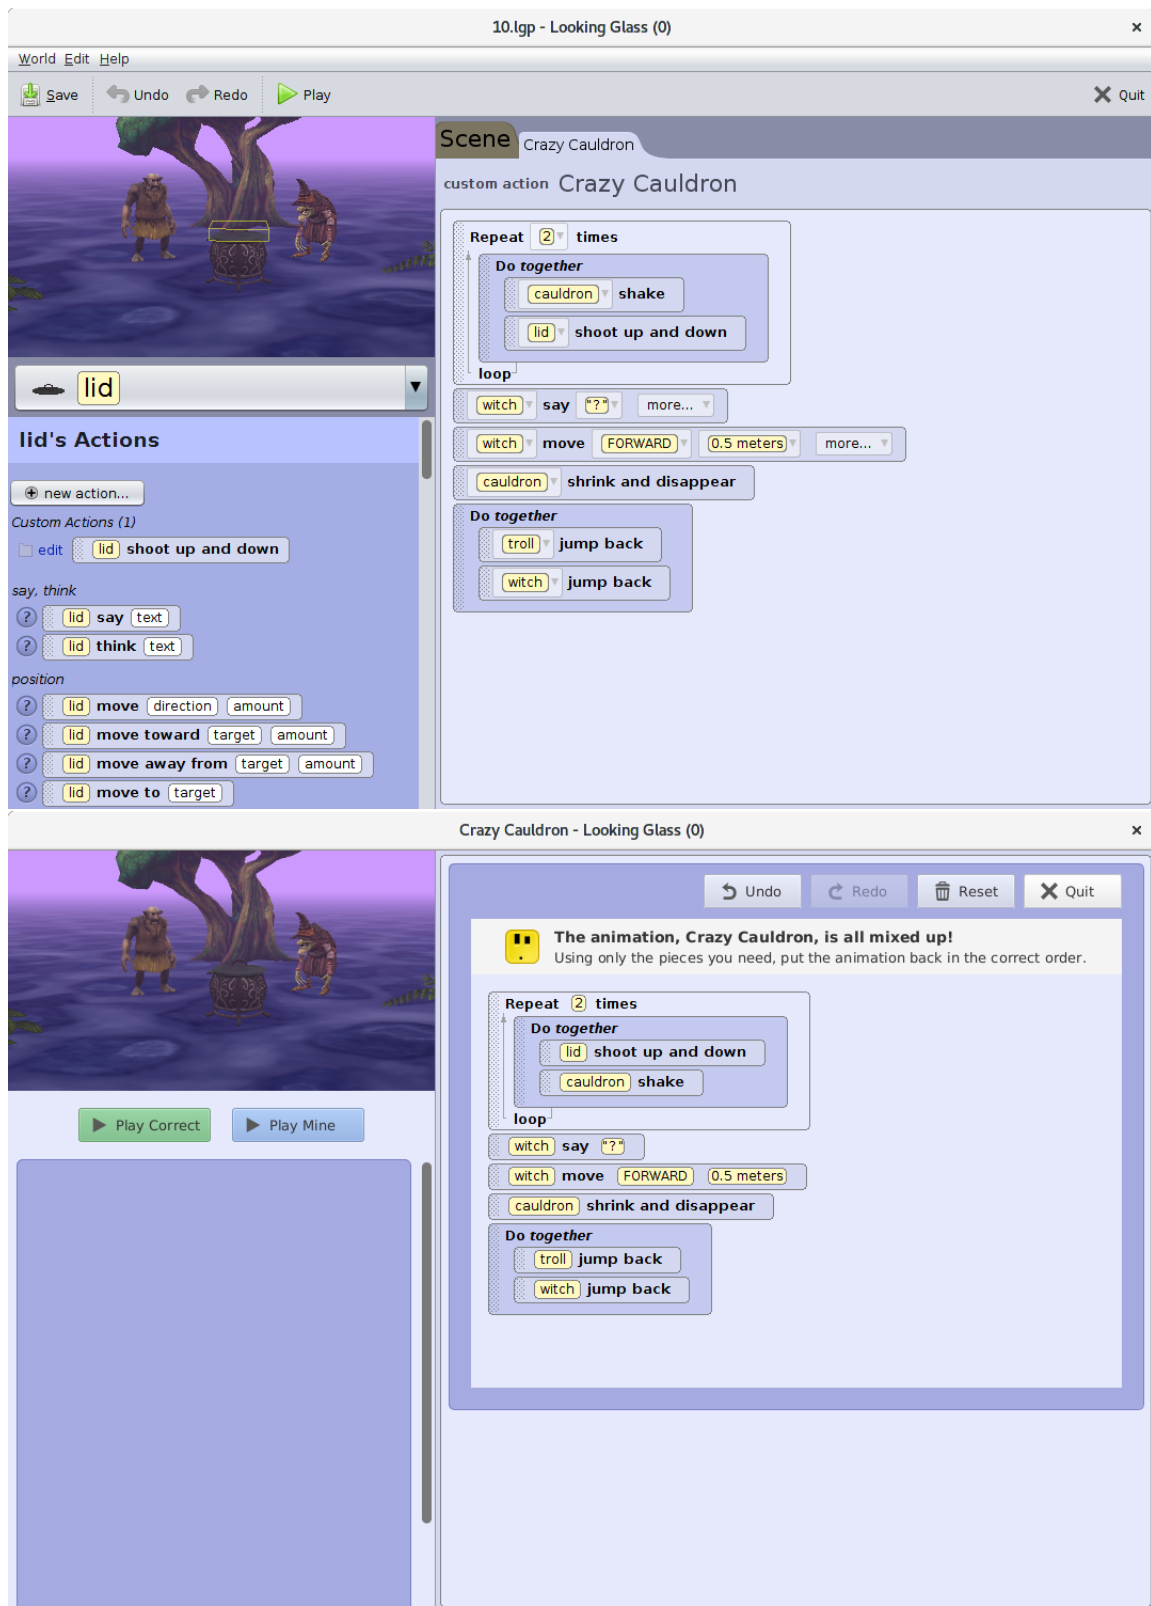 10.lgp - Looking Glass (0) ×
World Edit Help
Save Undo Redo Play Quit
Scene Crazy Cauldron
custom action Crazy Cauldron
Repeat 2 times
Do together
cauldron shake
lid shoot up and down
loop
witch say "?" more...
witch move FORWARD 0.5 meters more...
cauldron shrink and disappear
Do together
troll jump back
witch jump back
lid
lid's Actions
new action...
Custom Actions (1)
edit lid shoot up and down
say, think
? lid say text
? lid think text
position
? lid move direction amount
? lid move toward target amount
? lid move away from target amount
? lid move to target
Crazy Cauldron - Looking Glass (0) ×
Undo Redo Reset Quit
The animation, Crazy Cauldron, is all mixed up!
Using only the pieces you need, put the animation back in the correct order.
Repeat 2 times
Do together
lid shoot up and down
cauldron shake
loop
witch say "?"
witch move FORWARD 0.5 meters
cauldron shrink and disappear
Do together
troll jump back
witch jump back
Play Correct Play Mine